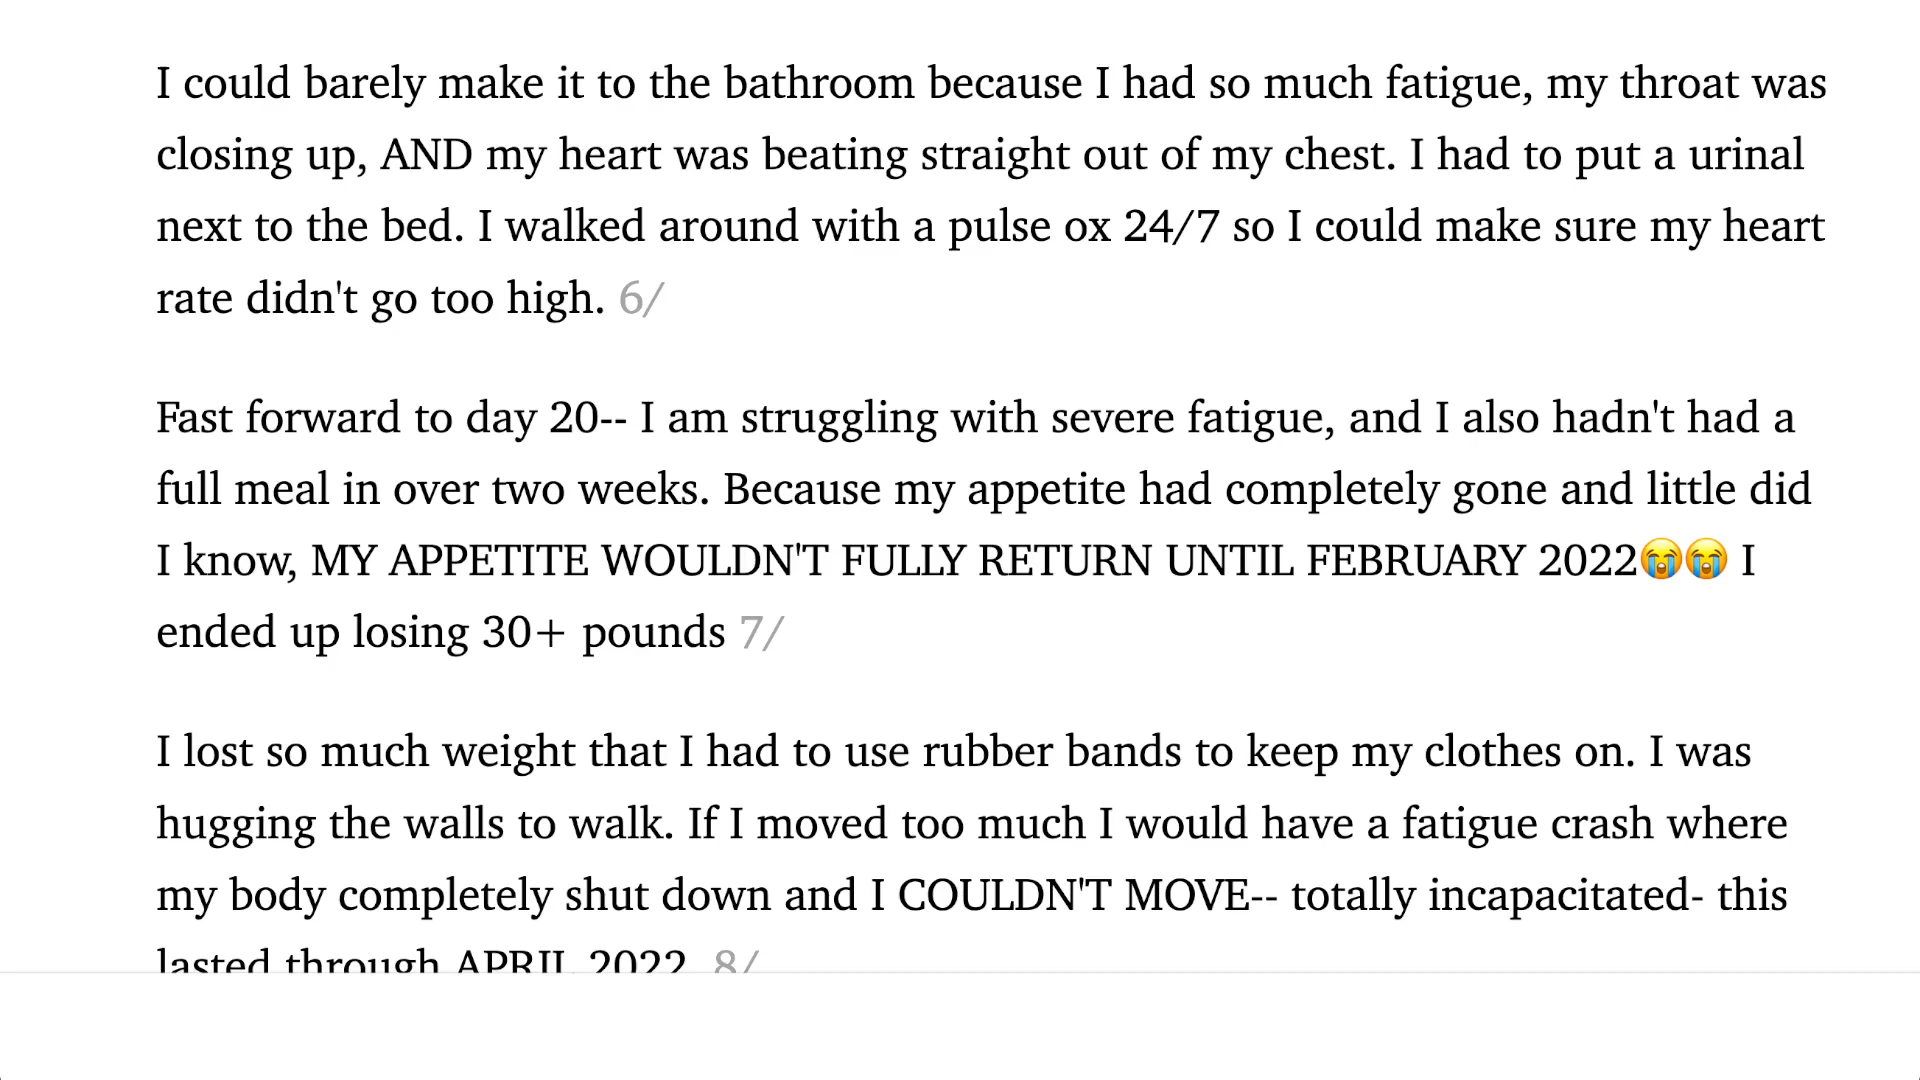 I could barely make it to the bathroom because I had so much fatigue, my throat was
closing up, AND my heart was beating straight out of my chest. I had to put a urinal
next to the bed. I walked around with a pulse ox 24/7 so I could make sure my heart
rate didn't go too high. 6/
Fast forward to day 20-- I am struggling with severe fatigue, and I also hadn't had a
full meal in over two weeks. Because my appetite had completely gone and little did
I know, MY APPETITE WOULDN'T FULLY RETURN UNTIL FEBRUARY 2022😭😭 I
ended up losing 30+ pounds 7/
I lost so much weight that I had to use rubber bands to keep my clothes on. I was
hugging the walls to walk. If I moved too much I would have a fatigue crash where
my body completely shut down and I COULDN'T MOVE-- totally incapacitated- this
lasted through APRIL 2022. 8/